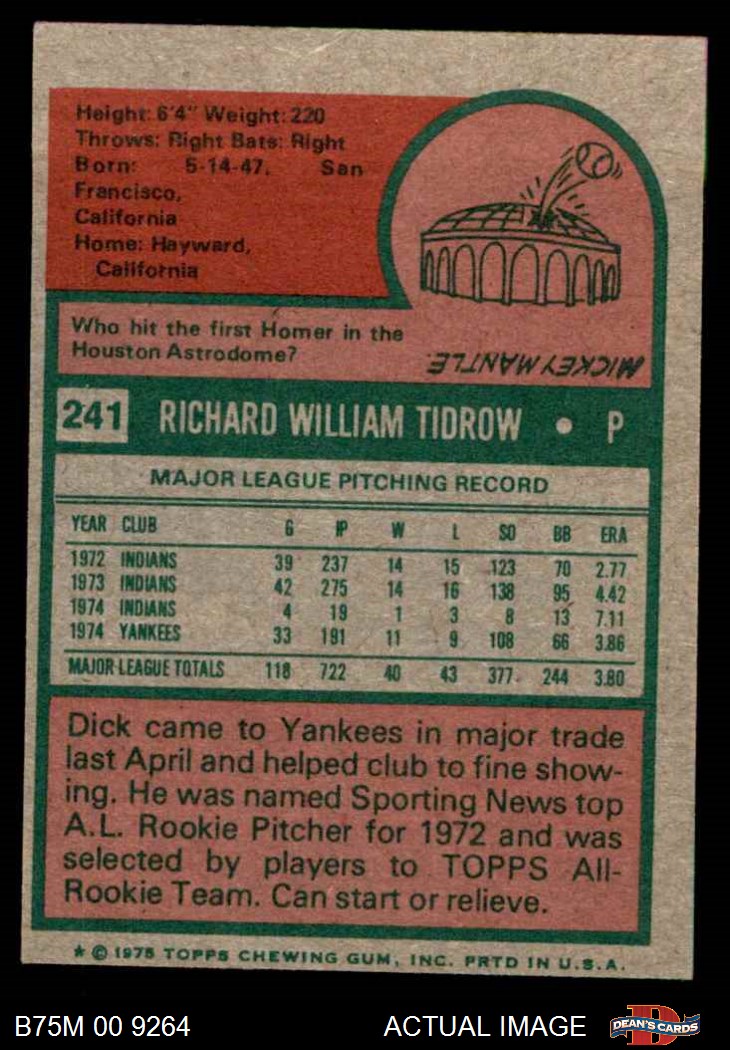 Height: 6'4" Weight: 220
Throws: Right Bats: Right
Born: 5-14-47, San
Francisco,
California
Home: Hayward,
California
Who hit the first Homer in the
Houston Astrodome?
MICKEY MANTLE.
241 RICHARD WILLIAM TIDROW • P
MAJOR LEAGUE PITCHING RECORD
YEAR CLUB G IP W L SO BB ERA
1972 INDIANS 39 237 14 15 123 70 2.77
1973 INDIANS 42 275 14 16 138 95 4.42
1974 INDIANS 4 19 1 3 8 13 7.11
1974 YANKEES 33 191 11 9 108 66 3.86
MAJOR LEAGUE TOTALS 118 722 40 43 377 244 3.80
Dick came to Yankees in major trade
last April and helped club to fine show-
ing. He was named Sporting News top
A.L. Rookie Pitcher for 1972 and was
selected by players to TOPPS All-
Rookie Team. Can start or relieve.
★ © 1975 TOPPS CHEWING GUM, INC. PRTD IN U.S.A.
B75M 00 9264 ACTUAL IMAGE DEAN'S CARDS